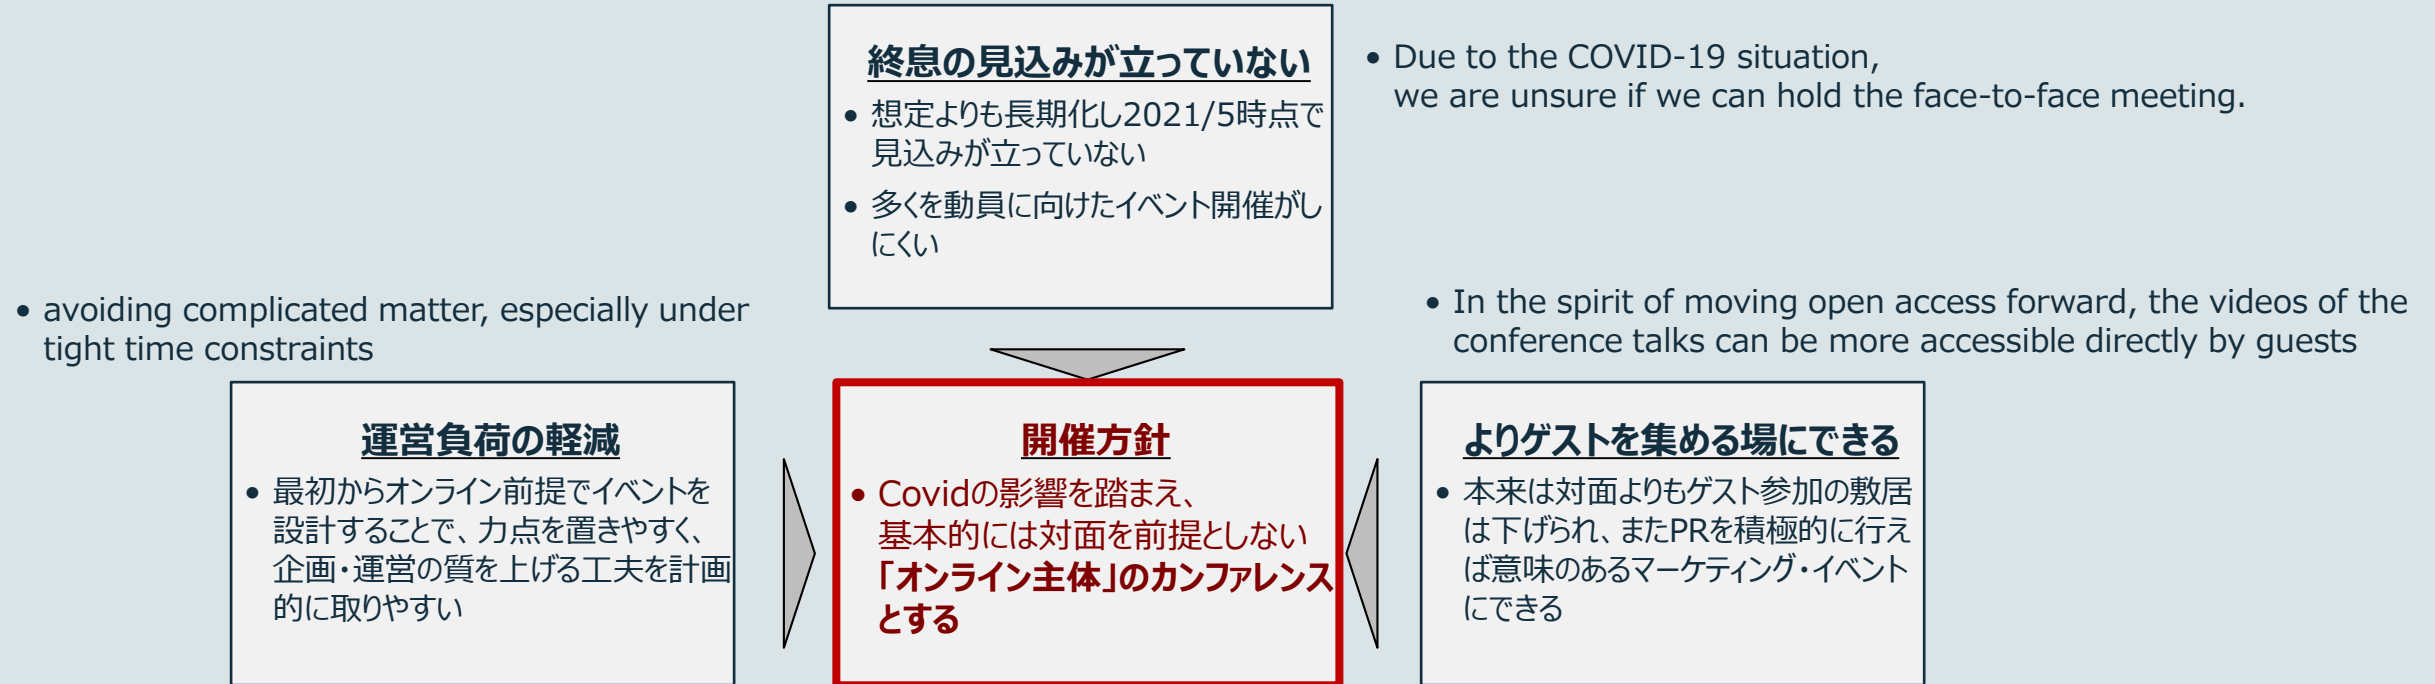 終息の見込みが立っていない
• 想定よりも長期化し2021/5時点で
見込みが立っていない
• 多くを動員に向けたイベント開催がし
にくい
• Due to the COVID-19 situation,
we are unsure if we can hold the face-to-face meeting.
• avoiding complicated matter, especially under
tight time constraints
• In the spirit of moving open access forward, the videos of the
conference talks can be more accessible directly by guests
運営負荷の軽減
• 最初からオンライン前提でイベントを
設計することで、力点を置きやすく、
企画・運営の質を上げる工夫を計画
的に取りやすい
開催方針
• Covidの影響を踏まえ、
基本的には対面を前提としない
「オンライン主体」のカンファレンス
とする
よりゲストを集める場にできる
• 本来は対面よりもゲスト参加の敷居
は下げられ、またPRを積極的に行え
ば意味のあるマーケティング・イベント
にできる